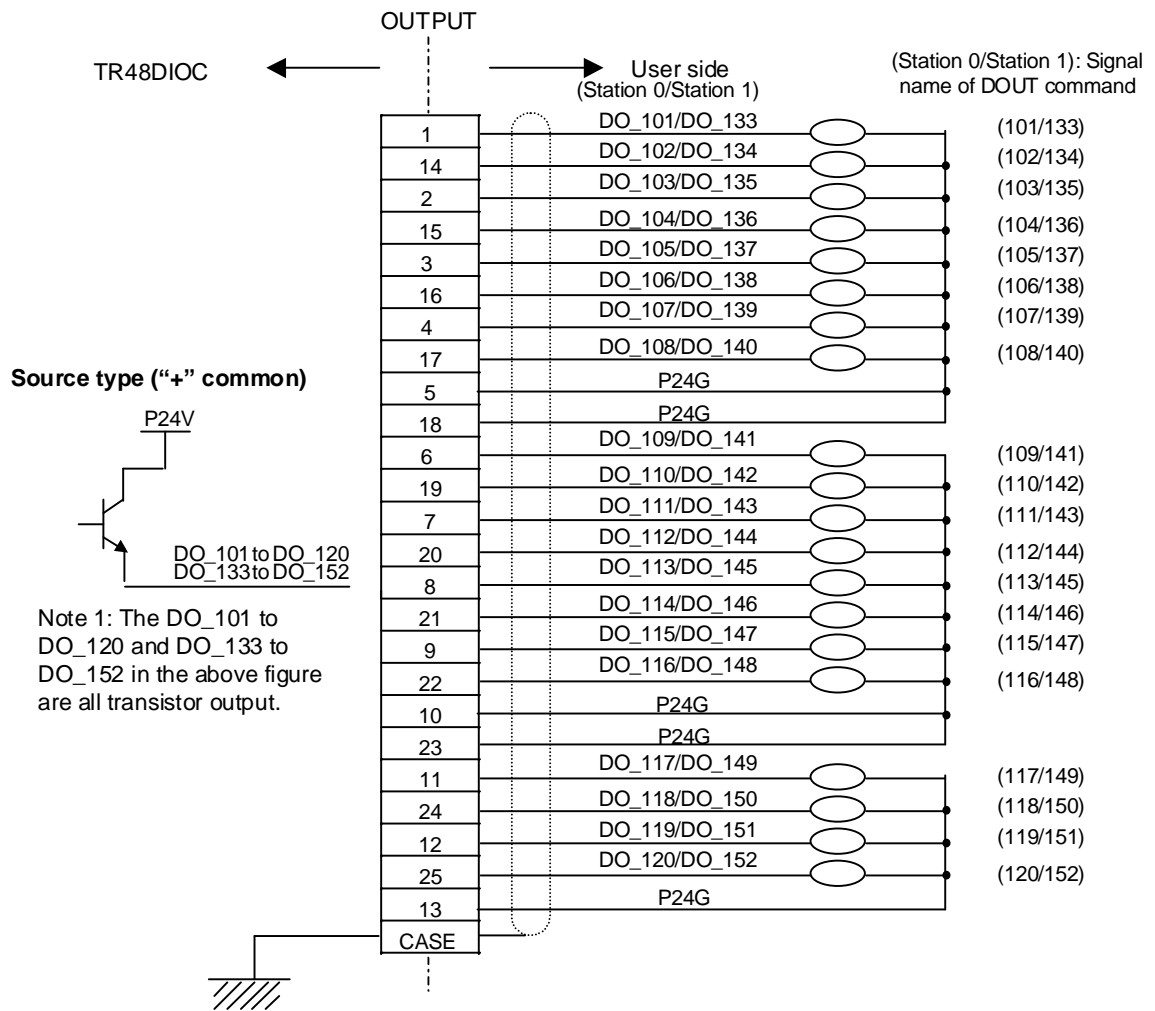 OUTPUT
TR48DIOC
User side
(Station 0/Station 1)
(Station 0/Station 1): Signal
name of DOUT command
1 DO_101/DO_133 (101/133)
14 DO_102/DO_134 (102/134)
2 DO_103/DO_135 (103/135)
15 DO_104/DO_136 (104/136)
3 DO_105/DO_137 (105/137)
16 DO_106/DO_138 (106/138)
4 DO_107/DO_139 (107/139)
17 DO_108/DO_140 (108/140)
5 P24G
18 P24G
6 DO_109/DO_141 (109/141)
19 DO_110/DO_142 (110/142)
7 DO_111/DO_143 (111/143)
20 DO_112/DO_144 (112/144)
8 DO_113/DO_145 (113/145)
21 DO_114/DO_146 (114/146)
9 DO_115/DO_147 (115/147)
22 DO_116/DO_148 (116/148)
10 P24G
23 P24G
11 DO_117/DO_149 (117/149)
24 DO_118/DO_150 (118/150)
12 DO_119/DO_151 (119/151)
25 DO_120/DO_152 (120/152)
13 P24G
CASE
Source type (“+” common)
P24V
DO_101 to DO_120
DO_133 to DO_152
Note 1: The DO_101 to
DO_120 and DO_133 to
DO_152 in the above figure
are all transistor output.